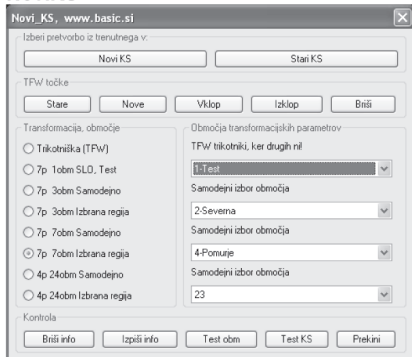 Novi_KS, www.basic.si
Izberi pretvorbo iz trenutnega v:
Novi KS
Stari KS
TFW točke
Stare
Nove
Vklop
Izklop
Briši
Transformacija, območje
Trikotniška (TFW)
7p 1obm SLO, Test
7p 3obm Samodejno
7p 3obm Izbrana regija
7p 7obm Samodejno
7p 7obm Izbrana regija
4p 24obm Samodejno
4p 24obm Izbrana regija
Območja transformacijskih parametrov
TFW trikotniki, ker drugih ni!
1-Test
Samodejni izbor območja
2-Severna
Samodejni izbor območja
4-Pomurje
Samodejni izbor območja
23
Kontrola
Briši info
Izpiši info
Test obm
Test KS
Prekini